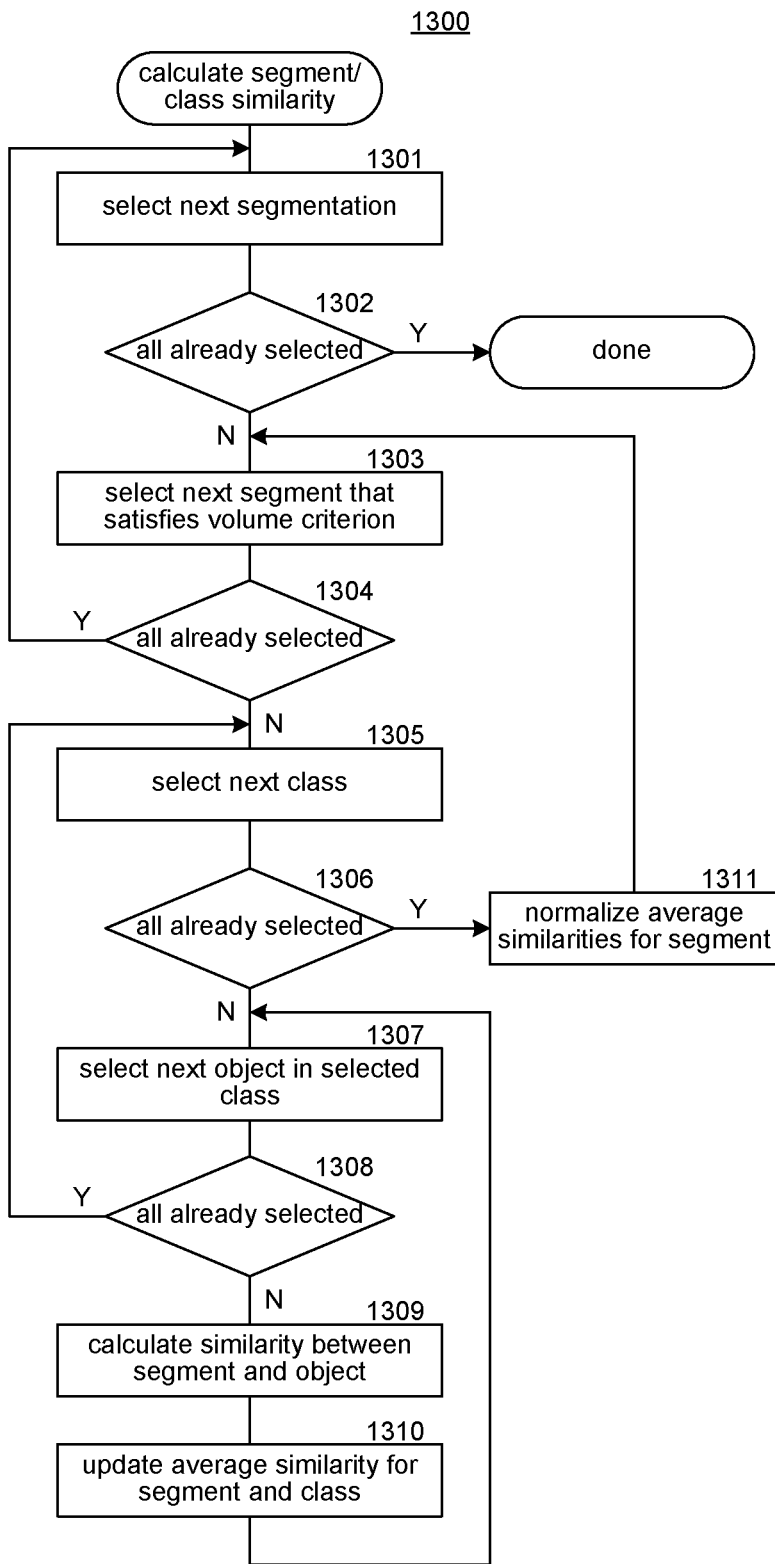 1300
calculate segment/
class similarity
1301
select next segmentation
1302
all already selected
Y
done
N
1303
select next segment that
satisfies volume criterion
1304
Y
all already selected
N
1305
select next class
1306
all already selected
Y
1311
normalize average
similarities for segment
N
1307
select next object in selected
class
1308
Y
all already selected
N
1309
calculate similarity between
segment and object
1310
update average similarity for
segment and class